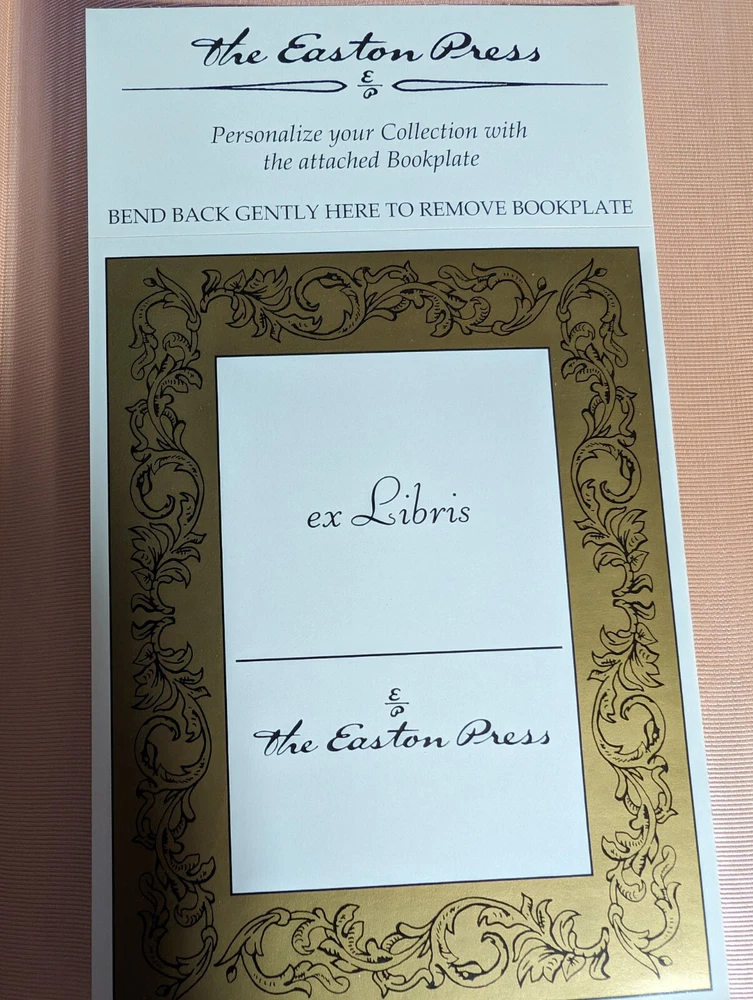 The Easton Press
E
P
Personalize your Collection with
the attached Bookplate
BEND BACK GENTLY HERE TO REMOVE BOOKPLATE
ex Libris
E
P
The Easton Press